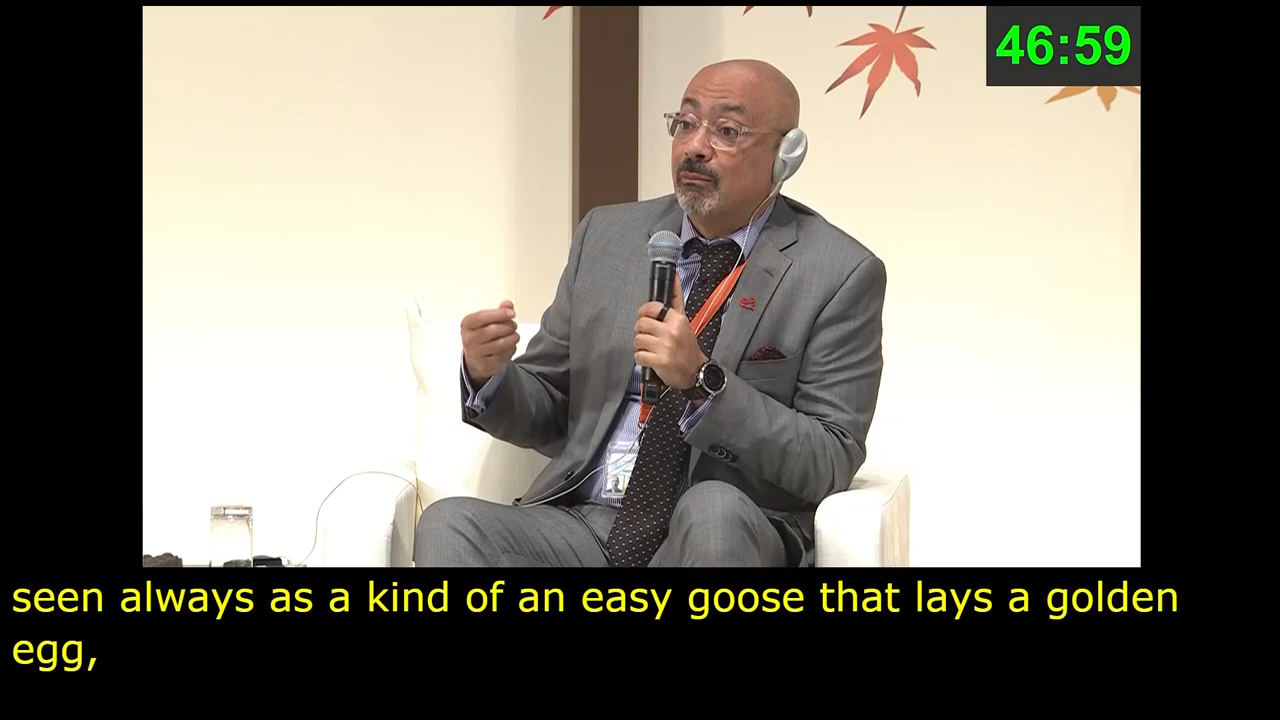 46:59
seen always as a kind of an easy goose that lays a golden
egg,